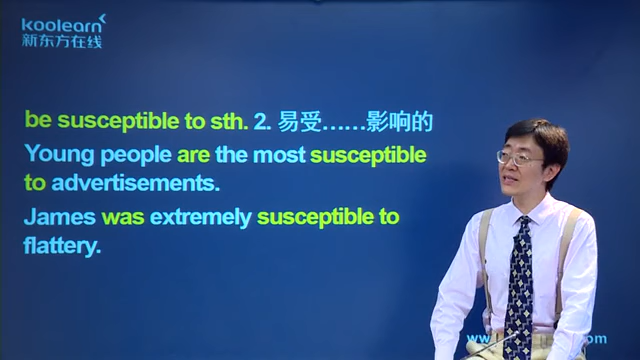 koolearn
新东方在线
be susceptible to sth. 2. 易受……影响的
Young people are the most susceptible
to advertisements.
James was extremely susceptible to
flattery.